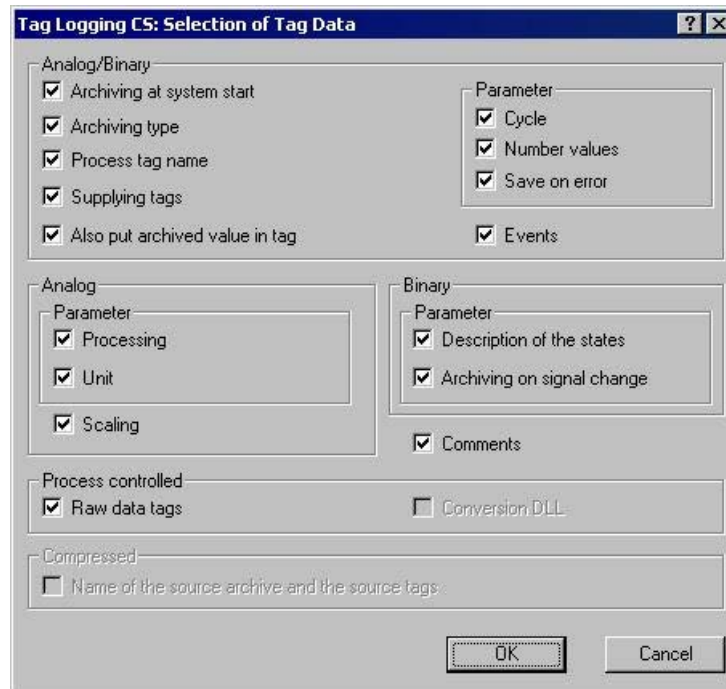 Tag Logging CS: Selection of Tag Data
Analog/Binary
Archiving at system start
Archiving type
Process tag name
Supplying tags
Also put archived value in tag
Parameter
Cycle
Number values
Save on error
Events
Analog
Parameter
Processing
Unit
Scaling
Binary
Parameter
Description of the states
Archiving on signal change
Comments
Process controlled
Raw data tags
Conversion DLL
Compressed
Name of the source archive and the source tags
OK
Cancel